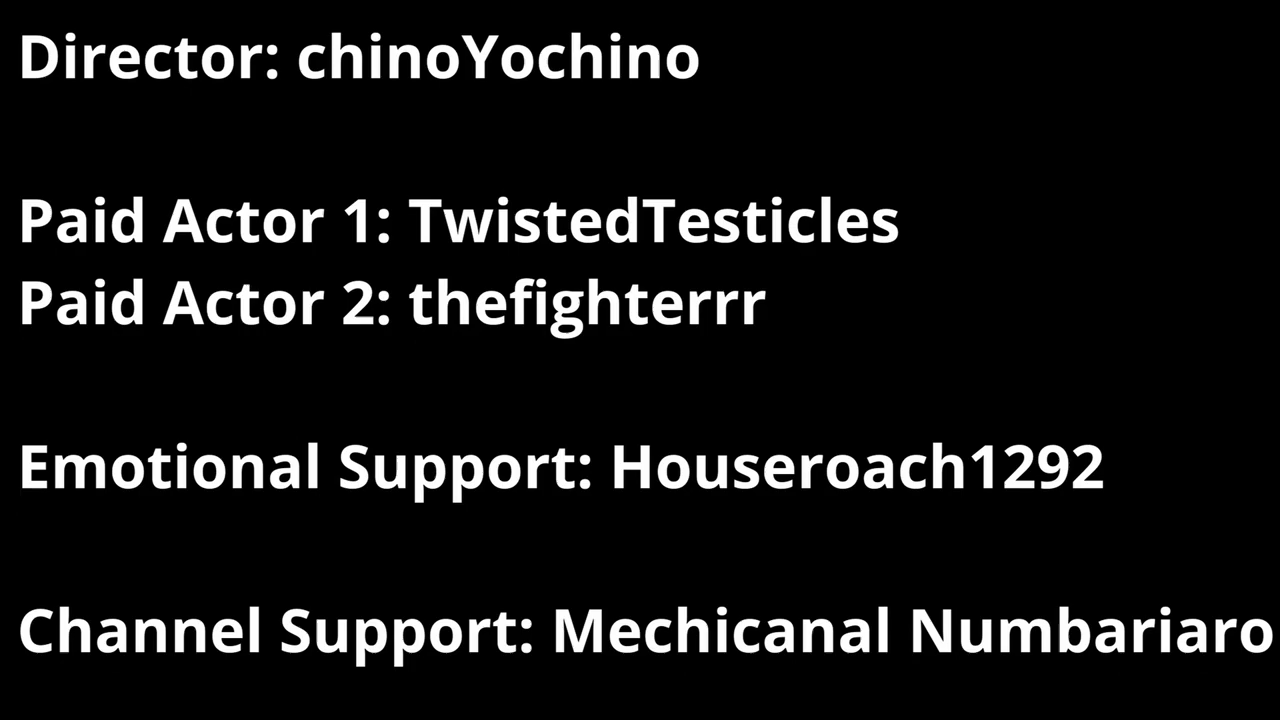 Director: chinoYochino
Paid Actor 1: TwistedTesticles
Paid Actor 2: thefighterrr
Emotional Support: Houseroach1292
Channel Support: Mechicanal Numbariaro